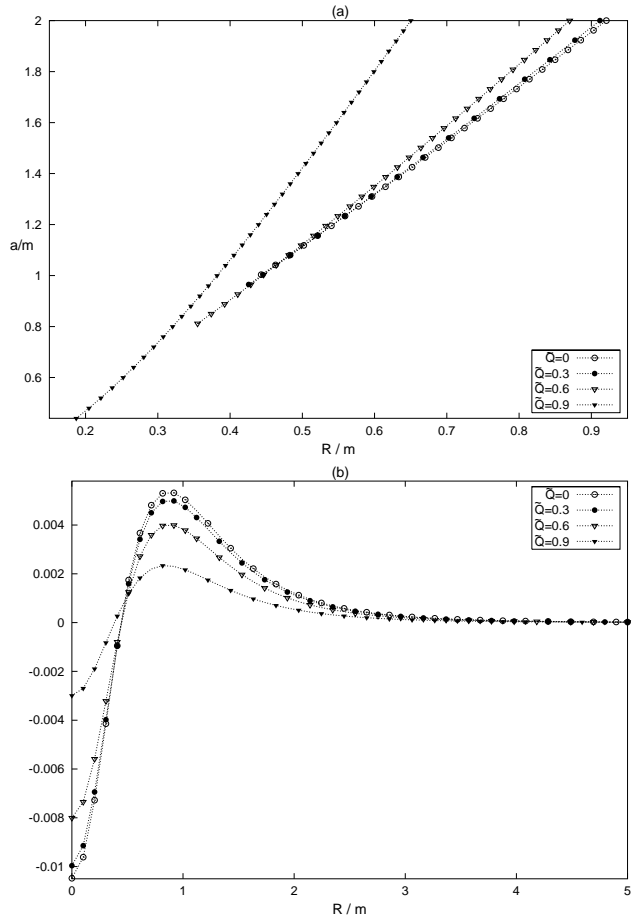 (a)
2
1.8
1.6
1.4
1.2
a/m
1
0.8
0.6
0.2 0.3 0.4 0.5 0.6 0.7 0.8 0.9
R / m
Q̃=0
Q̃=0.3
Q̃=0.6
Q̃=0.9
(b)
0.004
0.002
0
-0.002
-0.004
-0.006
-0.008
-0.01
0 1 2 3 4 5
R / m
Q̃=0
Q̃=0.3
Q̃=0.6
Q̃=0.9